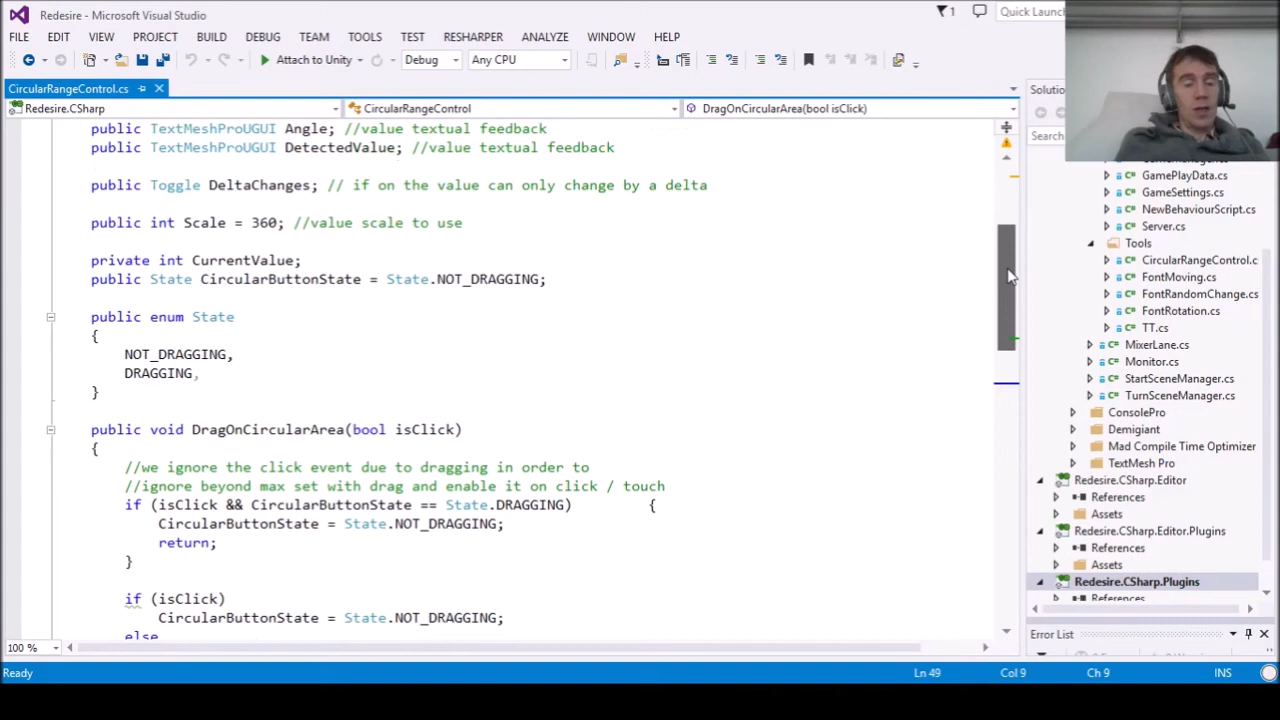 Redesire - Microsoft Visual Studio
1
Quick Launc
FILE EDIT VIEW PROJECT BUILD DEBUG TEAM TOOLS TEST RESHARPER ANALYZE WINDOW HELP
Attach to Unity Debug Any CPU
CircularRangeControl.cs
Redesire.CSharp CircularRangeControl DragOnCircularArea(bool isClick)
public TextMeshProUGUI Angle; //value textual feedback
public TextMeshProUGUI DetectedValue; //value textual feedback
public Toggle DeltaChanges; // if on the value can only change by a delta
public int Scale = 360; //value scale to use
private int CurrentValue;
public State CircularButtonState = State.NOT_DRAGGING;
public enum State
{
NOT_DRAGGING,
DRAGGING,
}
public void DragOnCircularArea(bool isClick)
{
//we ignore the click event due to dragging in order to
//ignore beyond max set with drag and enable it on click / touch
if (isClick && CircularButtonState == State.DRAGGING) {
CircularButtonState = State.NOT_DRAGGING;
return;
}
if (isClick)
CircularButtonState = State.NOT_DRAGGING;
else
100 %
Solutio
Search
GamePlayData.cs
GameSettings.cs
NewBehaviourScript.cs
Server.cs
Tools
CircularRangeControl.c
FontMoving.cs
FontRandomChange.cs
FontRotation.cs
TT.cs
MixerLane.cs
Monitor.cs
StartSceneManager.cs
TurnSceneManager.cs
ConsolePro
Demigiant
Mad Compile Time Optimizer
TextMesh Pro
Redesire.CSharp.Editor
References
Assets
Redesire.CSharp.Editor.Plugins
References
Assets
Redesire.CSharp.Plugins
References
Error List
Ready Ln 49 Col 9 Ch 9 INS